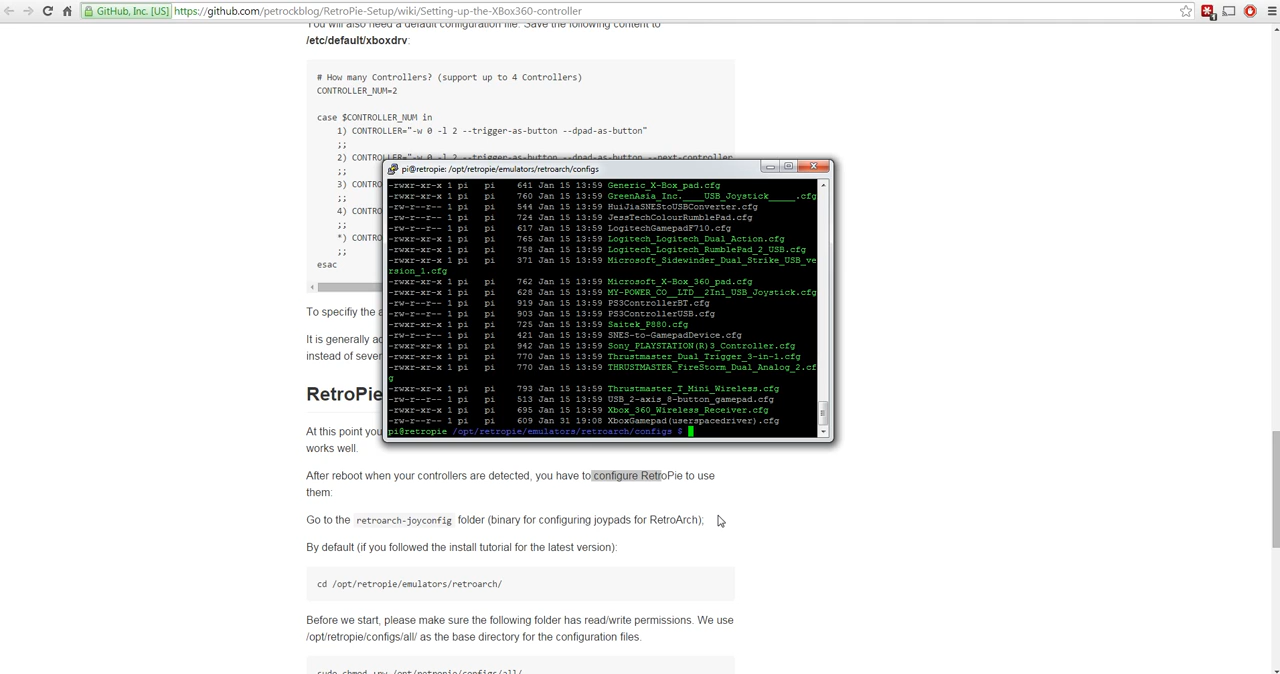 GitHub, Inc. [US] https://github.com/petrockblog/RetroPie-Setup/wiki/Setting-up-the-XBox360-controller
You will also need a default configuration file. Save the following content to
/etc/default/xboxdrv:
# How many Controllers? (support up to 4 Controllers)
CONTROLLER_NUM=2
case $CONTROLLER_NUM in
1) CONTROLLER="-w 0 -l 2 --trigger-as-button --dpad-as-button"
;;
2) CONTROLLER="-w 0 -l 2 --trigger-as-button --dpad-as-button --next-controller
;;
3) CONTRO
;;
4) CONTRO
;;
*) CONTRO
;;
esac
To specifiy the a
It is generally ad
instead of seve
RetroPie
At this point you
works well.
pi@retropie: /opt/retropie/emulators/retroarch/configs
-rwxr-xr-x 1 pi pi 641 Jan 15 13:59 Generic_X-Box_pad.cfg
-rwxr-xr-x 1 pi pi 760 Jan 15 13:59 GreenAsia_Inc.____USB_Joystick_____.cfg
-rw-r--r-- 1 pi pi 544 Jan 15 13:59 HuiJiaSNEStoUSBConverter.cfg
-rw-r--r-- 1 pi pi 724 Jan 15 13:59 JessTechColourRumblePad.cfg
-rw-r--r-- 1 pi pi 617 Jan 15 13:59 LogitechGamepadF710.cfg
-rwxr-xr-x 1 pi pi 765 Jan 15 13:59 Logitech_Logitech_Dual_Action.cfg
-rwxr-xr-x 1 pi pi 758 Jan 15 13:59 Logitech_Logitech_RumblePad_2_USB.cfg
-rwxr-xr-x 1 pi pi 371 Jan 15 13:59 Microsoft_Sidewinder_Dual_Strike_USB_ve
rsion_1.cfg
-rwxr-xr-x 1 pi pi 762 Jan 15 13:59 Microsoft_X-Box_360_pad.cfg
-rwxr-xr-x 1 pi pi 628 Jan 15 13:59 MY-POWER_CO__LTD__2In1_USB_Joystick.cfg
-rw-r--r-- 1 pi pi 919 Jan 15 13:59 PS3ControllerBT.cfg
-rw-r--r-- 1 pi pi 903 Jan 15 13:59 PS3ControllerUSB.cfg
-rwxr-xr-x 1 pi pi 725 Jan 15 13:59 Saitek_P880.cfg
-rw-r--r-- 1 pi pi 421 Jan 15 13:59 SNES-to-GamepadDevice.cfg
-rwxr-xr-x 1 pi pi 942 Jan 15 13:59 Sony_PLAYSTATION(R)3_Controller.cfg
-rwxr-xr-x 1 pi pi 770 Jan 15 13:59 Thrustmaster_Dual_Trigger_3-in-1.cfg
-rwxr-xr-x 1 pi pi 770 Jan 15 13:59 THRUSTMASTER_FireStorm_Dual_Analog_2.cf
g
-rwxr-xr-x 1 pi pi 793 Jan 15 13:59 Thrustmaster_T_Mini_Wireless.cfg
-rw-r--r-- 1 pi pi 513 Jan 15 13:59 USB_2-axis_8-button_gamepad.cfg
-rwxr-xr-x 1 pi pi 695 Jan 15 13:59 Xbox_360_Wireless_Receiver.cfg
-rw-r--r-- 1 pi pi 609 Jan 31 19:08 XboxGamepad(userspacedriver).cfg
pi@retropie /opt/retropie/emulators/retroarch/configs $
After reboot when your controllers are detected, you have to configure RetroPie to use
them:
Go to the retroarch-joyconfig folder (binary for configuring joypads for RetroArch);
By default (if you followed the install tutorial for the latest version):
cd /opt/retropie/emulators/retroarch/
Before we start, please make sure the following folder has read/write permissions. We use
/opt/retropie/configs/all/ as the base directory for the configuration files.
sudo chmod +rw /opt/retropie/configs/all/